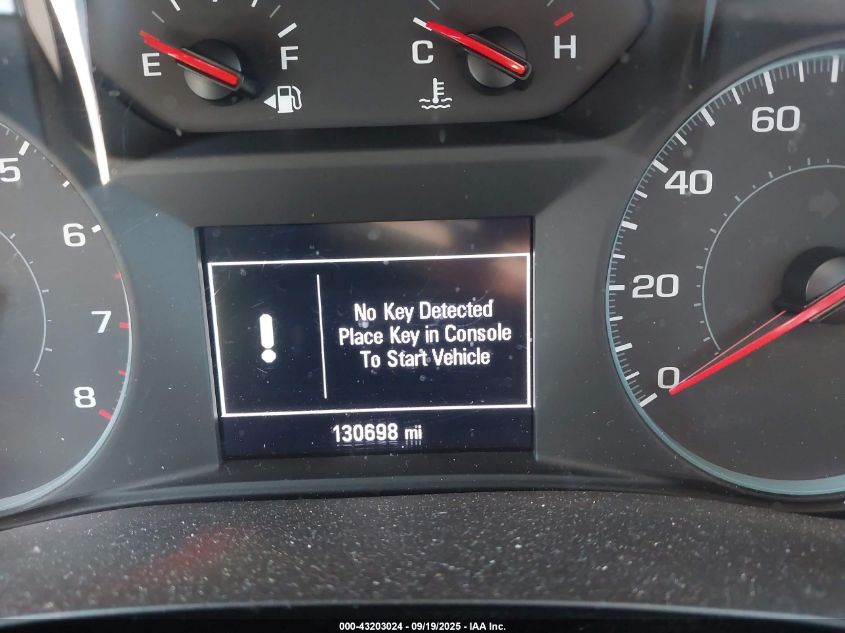 E F
C H
60
5
40
6
20
7
0
8
No Key Detected
Place Key in Console
To Start Vehicle
130698 mi
000-43203024 - 09/19/2025 - IAA Inc.